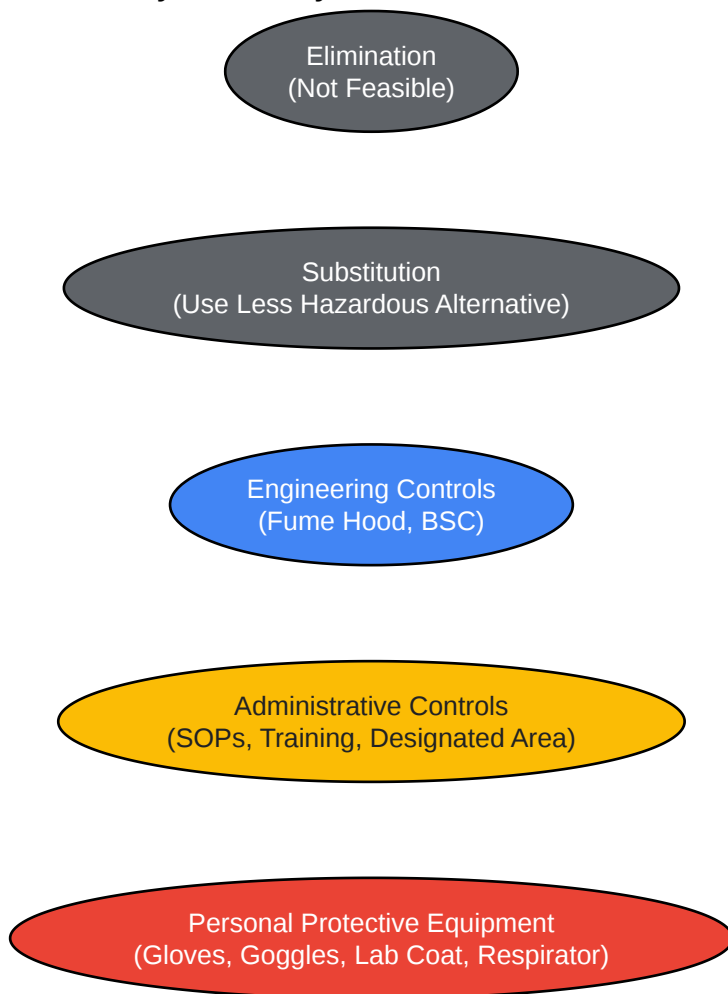 Elimination
(Not Feasible)
Substitution
(Use Less Hazardous Alternative)
Engineering Controls
(Fume Hood, BSC)
Administrative Controls
(SOPs, Training, Designated Area)
Personal Protective Equipment
(Gloves, Goggles, Lab Coat, Respirator)